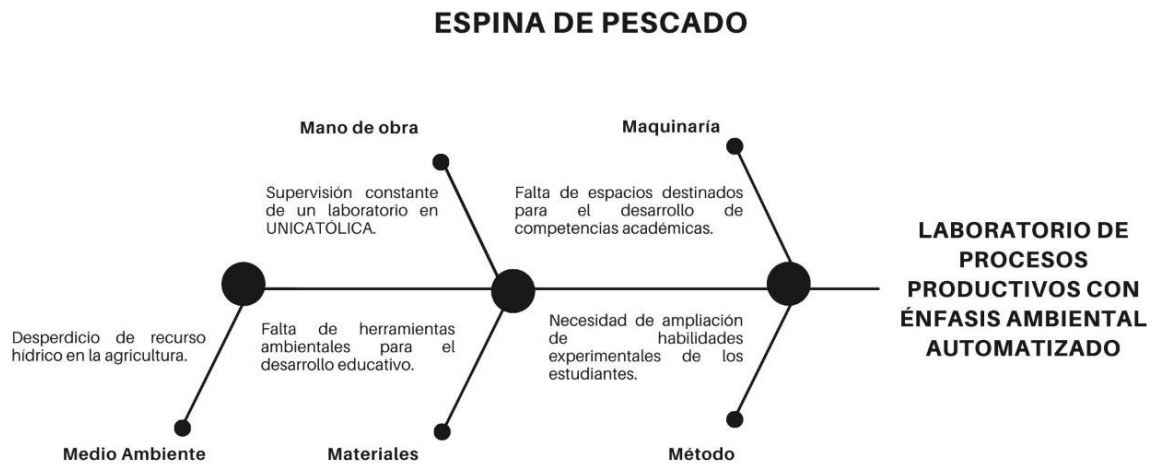 ESPINA DE PESCADO
Mano de obra
Maquinaría
Supervisión constante
de un laboratorio en
UNICATÓLICA.
Falta de espacios destinados
para el desarrollo de
competencias académicas.
LABORATORIO DE
PROCESOS
PRODUCTIVOS CON
ÉNFASIS AMBIENTAL
AUTOMATIZADO
Desperdicio de recurso
hídrico en la agricultura.
Falta de herramientas
ambientales para el
desarrollo educativo.
Necesidad de ampliación
de habilidades
experimentales de los
estudiantes.
Medio Ambiente
Materiales
Método